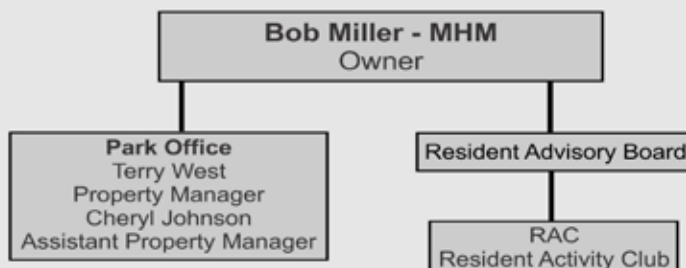 Bob Miller - MHM
Owner
Park Office
Terry West
Property Manager
Cheryl Johnson
Assistant Property Manager
Resident Advisory Board
RAC
Resident Activity Club